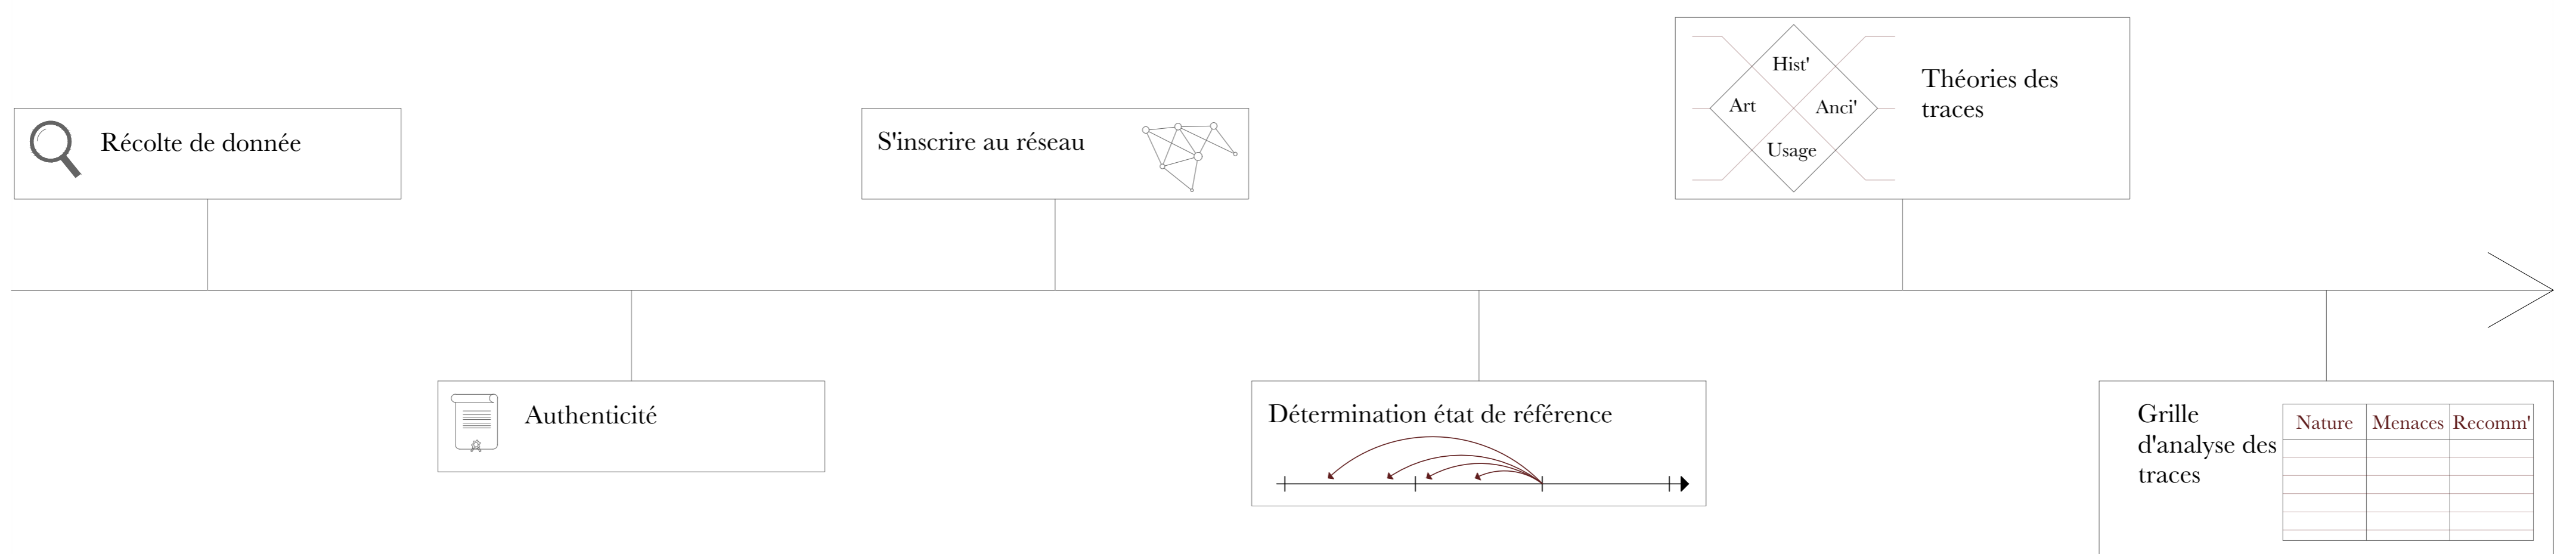 Récolte de donnée
Authenticité
S'inscrire au réseau
Détermination état de référence
Hist'
Art
Anci'
Usage
Théories des
traces
Grille
d'analyse des
traces
Nature
Menaces
Recomm'